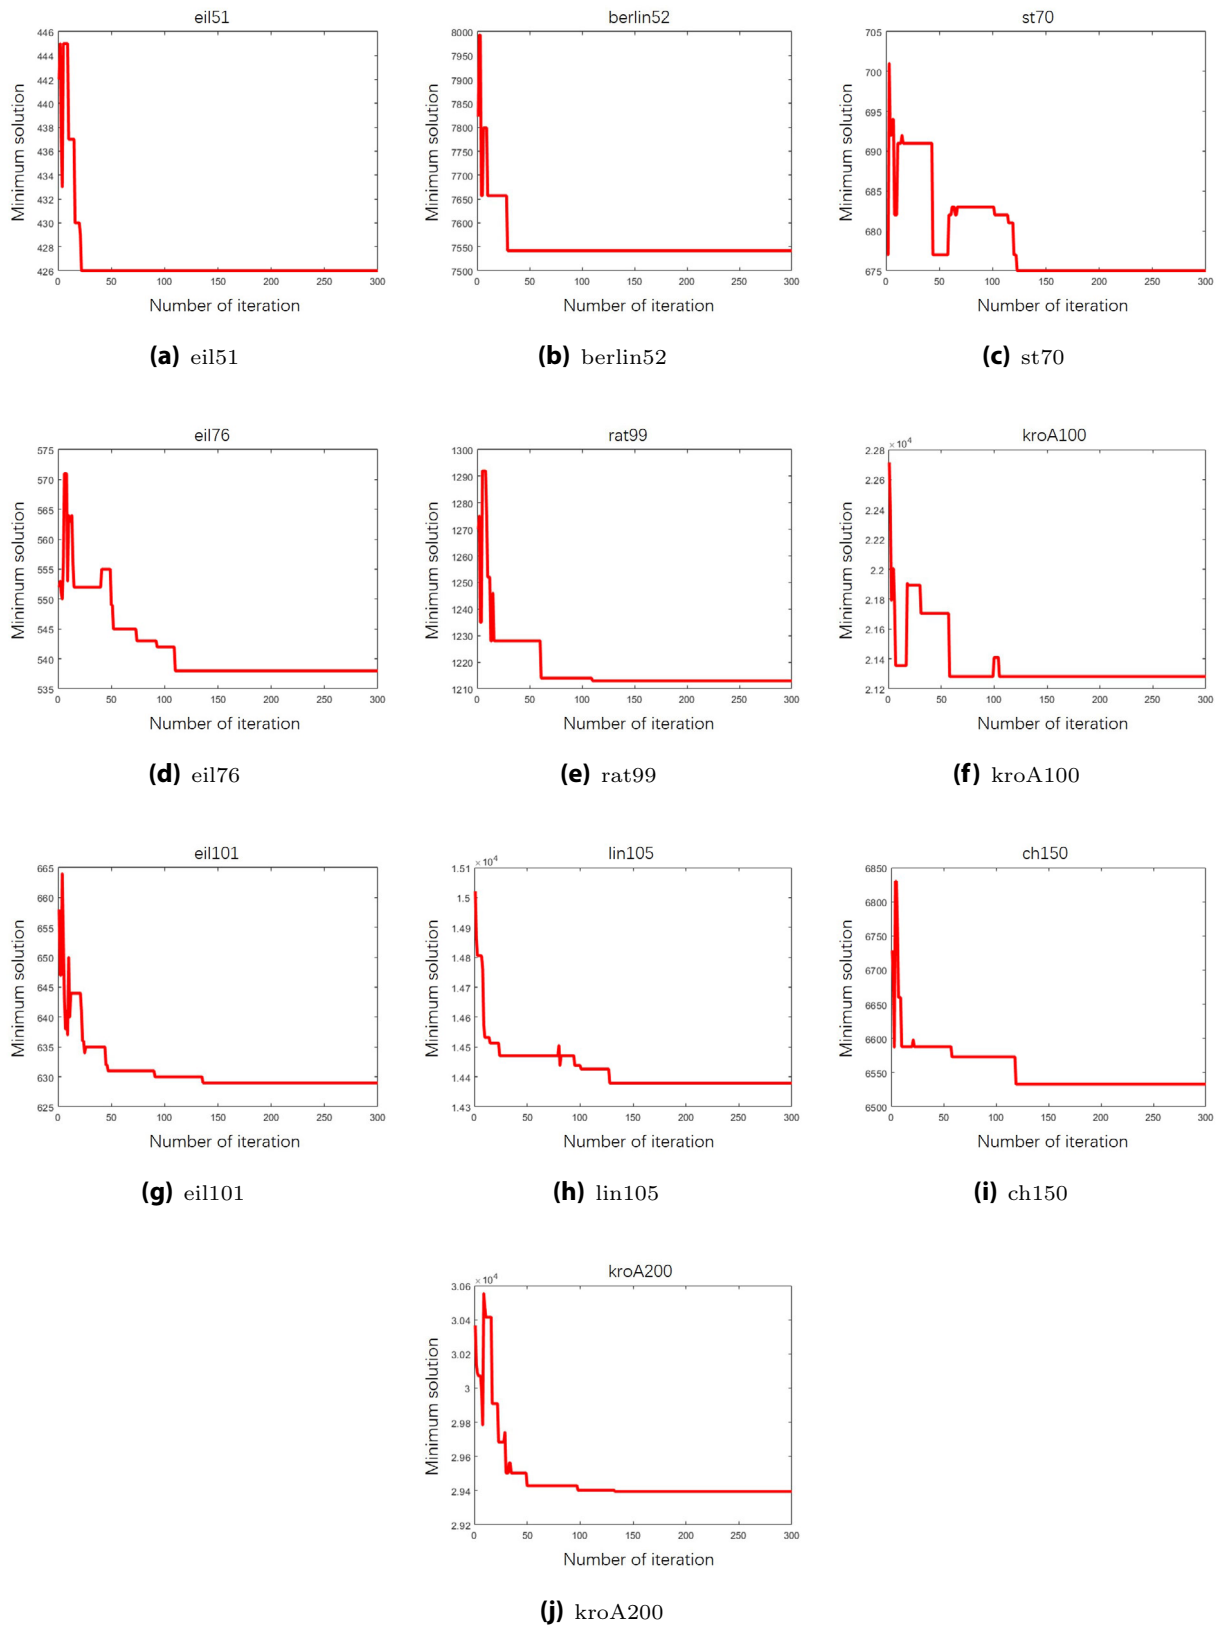 eil51
446
444
442
440
438
436
434
432
430
428
426
Minimum solution
0 50 100 150 200 250 300
Number of iteration
(a) eil51
berlin52
8000
7950
7900
7850
7800
7750
7700
7650
7600
7550
7500
Minimum solution
0 50 100 150 200 250 300
Number of iteration
(b) berlin52
st70
705
700
695
690
685
680
675
Minimum solution
0 50 100 150 200 250 300
Number of iteration
(c) st70
eil76
575
570
565
560
555
550
545
540
535
Minimum solution
0 50 100 150 200 250 300
Number of iteration
(d) eil76
rat99
1300
1290
1280
1270
1260
1250
1240
1230
1220
1210
Minimum solution
0 50 100 150 200 250 300
Number of iteration
(e) rat99
kroA100
× 10⁴
2.28
2.26
2.24
2.22
2.2
2.18
2.16
2.14
2.12
Minimum solution
0 50 100 150 200 250 300
Number of iteration
(f) kroA100
eil101
665
660
655
650
645
640
635
630
625
Minimum solution
0 50 100 150 200 250 300
Number of iteration
(g) eil101
lin105
× 10⁴
1.51
1.5
1.49
1.48
1.47
1.46
1.45
1.44
1.43
Minimum solution
0 50 100 150 200 250 300
Number of iteration
(h) lin105
ch150
6850
6800
6750
6700
6650
6600
6550
6500
Minimum solution
0 50 100 150 200 250 300
Number of iteration
(i) ch150
kroA200
× 10⁴
3.06
3.04
3.02
3
2.98
2.96
2.94
2.92
Minimum solution
0 50 100 150 200 250 300
Number of iteration
(j) kroA200